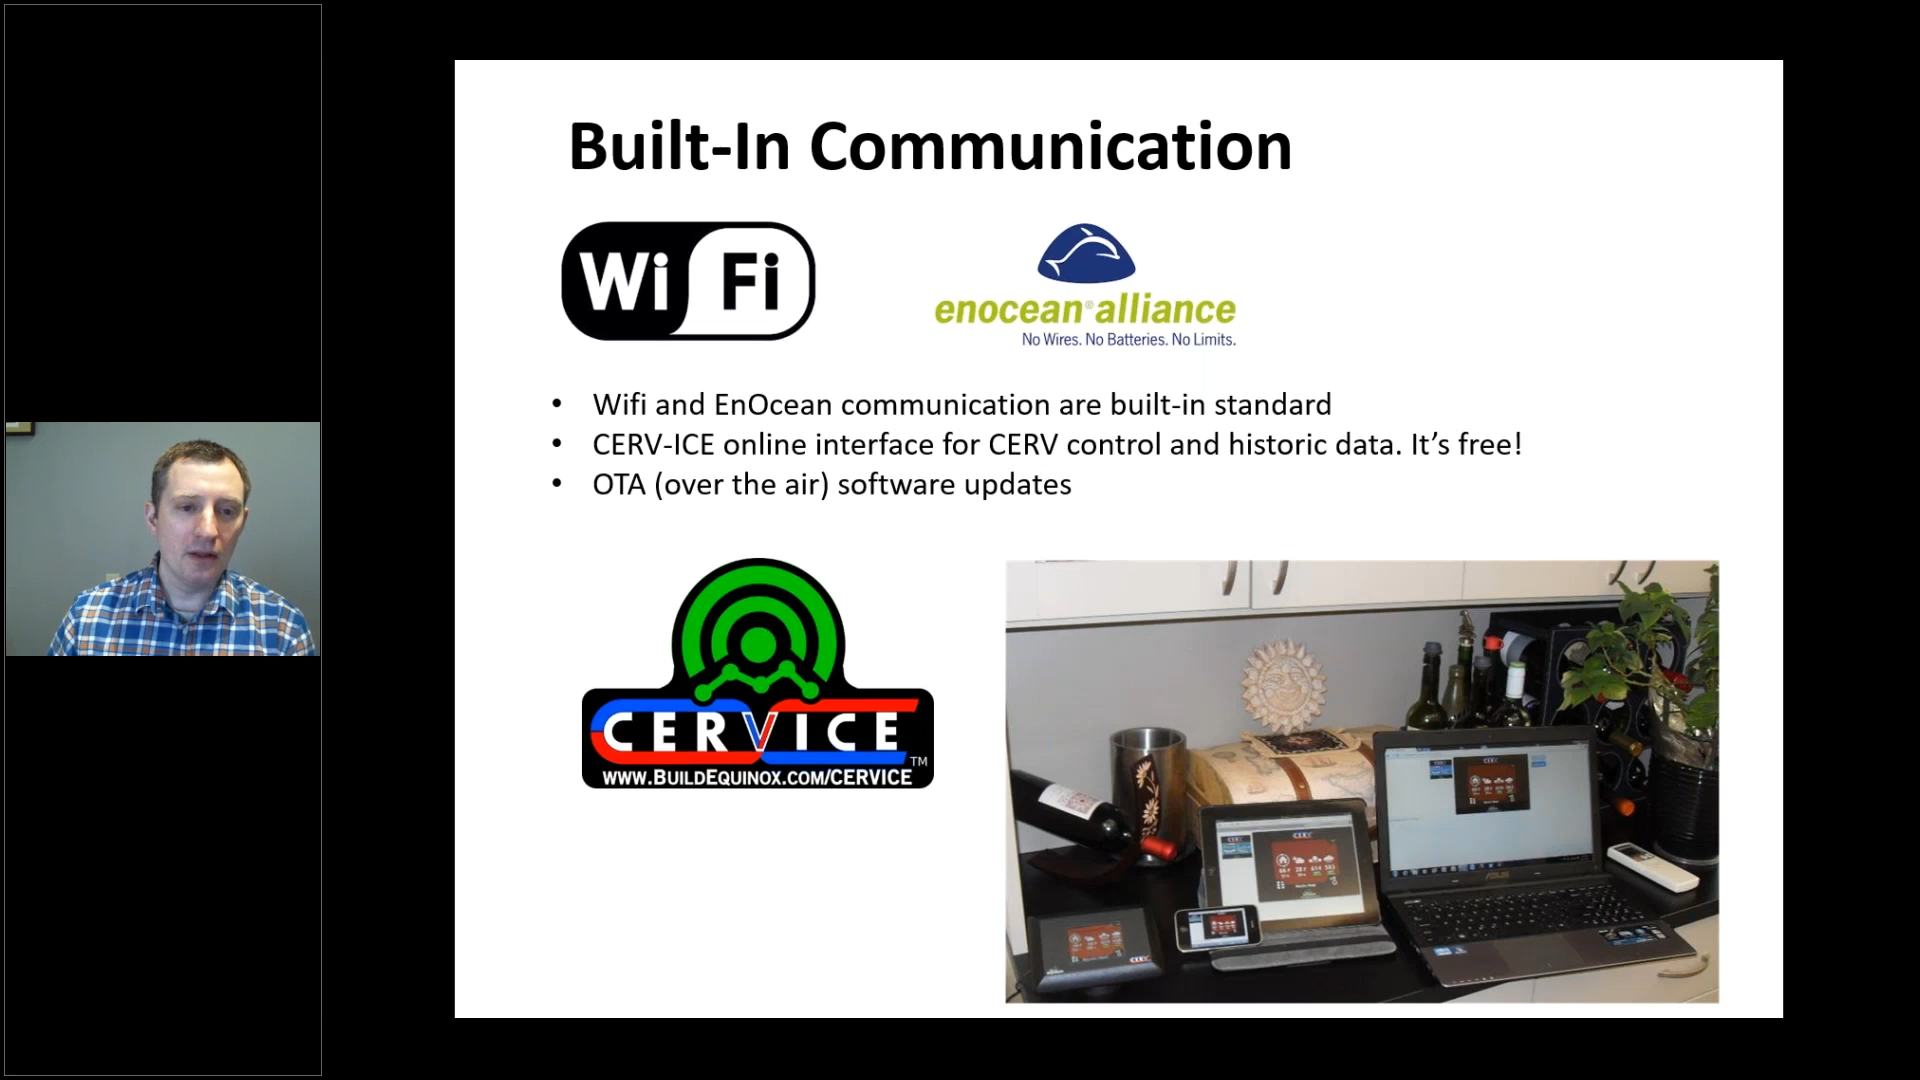 Built-In Communication
Wi Fi
enocean® alliance
No Wires. No Batteries. No Limits.
• Wifi and EnOcean communication are built-in standard
• CERV-ICE online interface for CERV control and historic data. It’s free!
• OTA (over the air) software updates
CERVICE
TM
WWW.BUILDEQUINOX.COM/CERVICE
CERV
ASUS